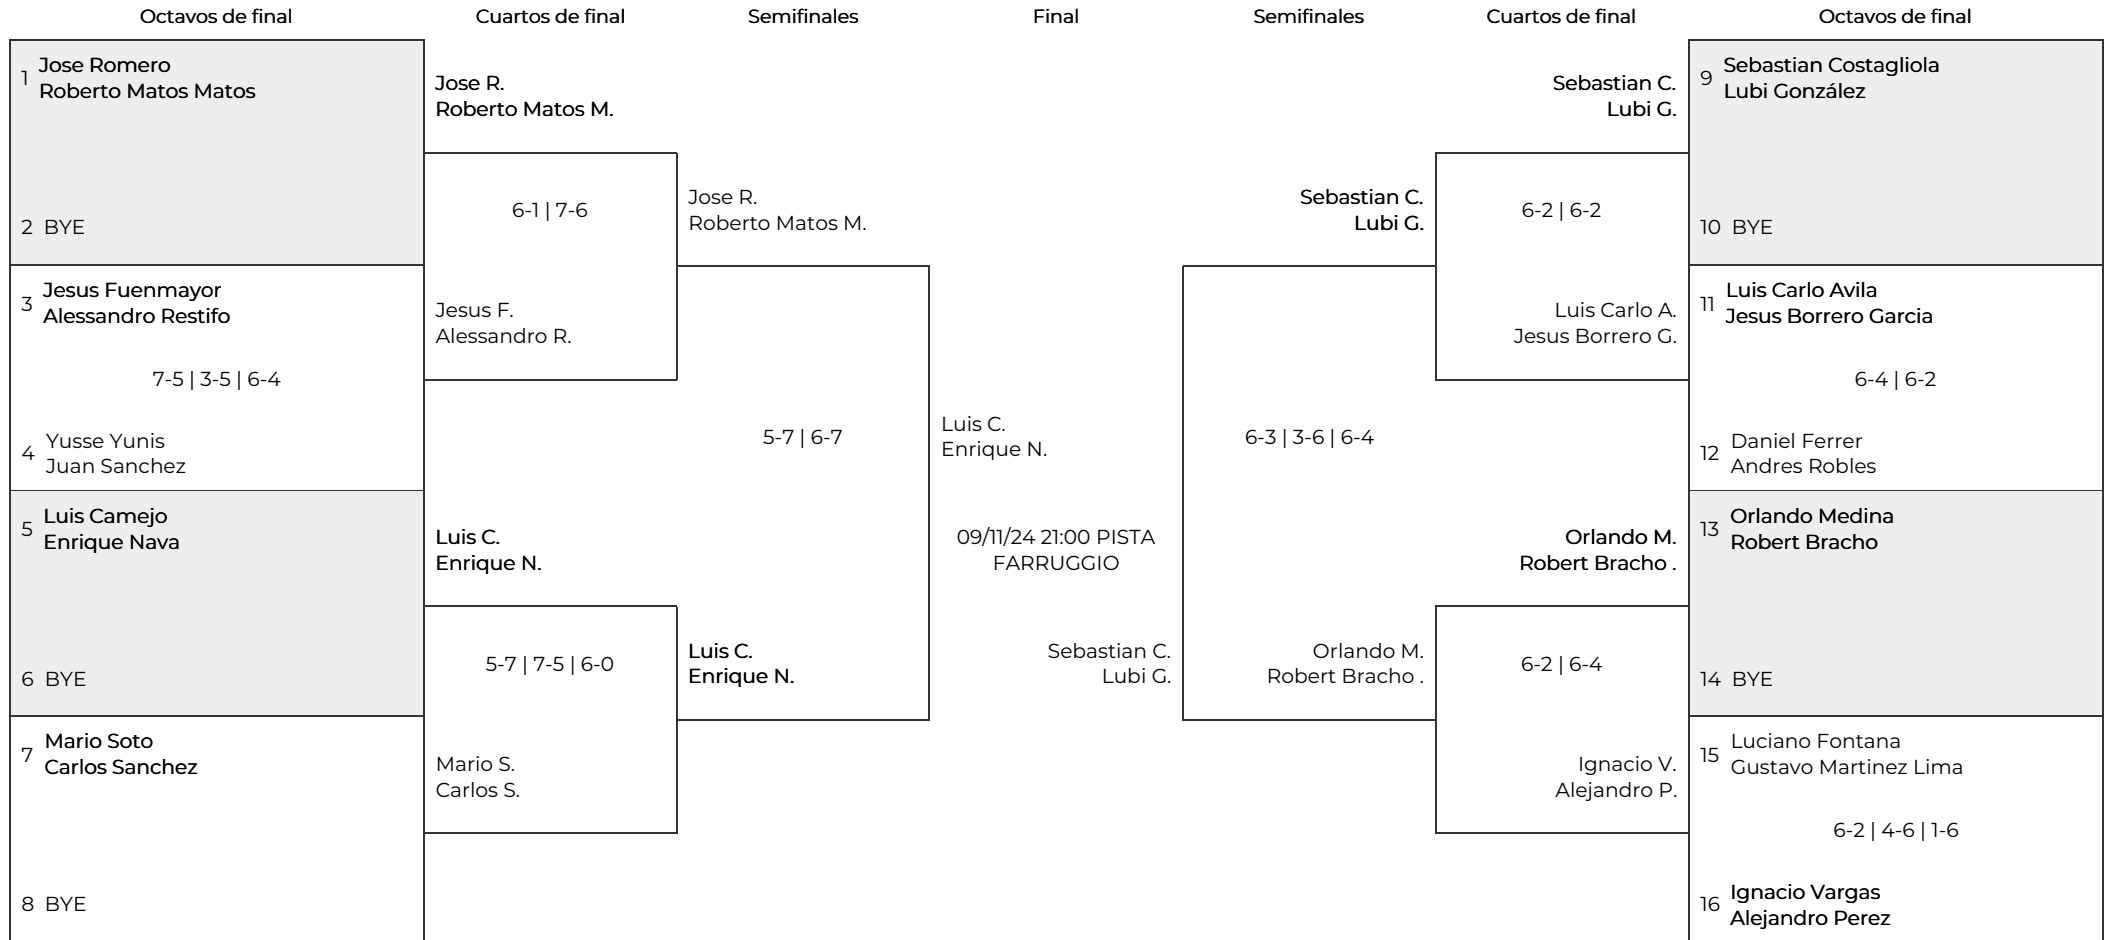 Octavos de final
Cuartos de final
Semifinales
Final
Semifinales
Cuartos de final
Octavos de final
1
Jose Romero
Roberto Matos Matos
2 BYE
3
Jesus Fuenmayor
Alessandro Restifo
7-5 | 3-5 | 6-4
4
Yusse Yunis
Juan Sanchez
5
Luis Camejo
Enrique Nava
6 BYE
7
Mario Soto
Carlos Sanchez
8 BYE
Jose R.
Roberto Matos M.
6-1 | 7-6
Jesus F.
Alessandro R.
Luis C.
Enrique N.
5-7 | 7-5 | 6-0
Mario S.
Carlos S.
Jose R.
Roberto Matos M.
5-7 | 6-7
Luis C.
Enrique N.
Luis C.
Enrique N.
09/11/24 21:00 PISTA
FARRUGGIO
Sebastian C.
Lubi G.
Sebastian C.
Lubi G.
6-3 | 3-6 | 6-4
Orlando M.
Robert Bracho .
Sebastian C.
Lubi G.
6-2 | 6-2
Luis Carlo A.
Jesus Borrero G.
Orlando M.
Robert Bracho .
6-2 | 6-4
Ignacio V.
Alejandro P.
9
Sebastian Costagliola
Lubi González
10 BYE
11
Luis Carlo Avila
Jesus Borrero Garcia
6-4 | 6-2
12
Daniel Ferrer
Andres Robles
13
Orlando Medina
Robert Bracho
14 BYE
15
Luciano Fontana
Gustavo Martinez Lima
6-2 | 4-6 | 1-6
16
Ignacio Vargas
Alejandro Perez